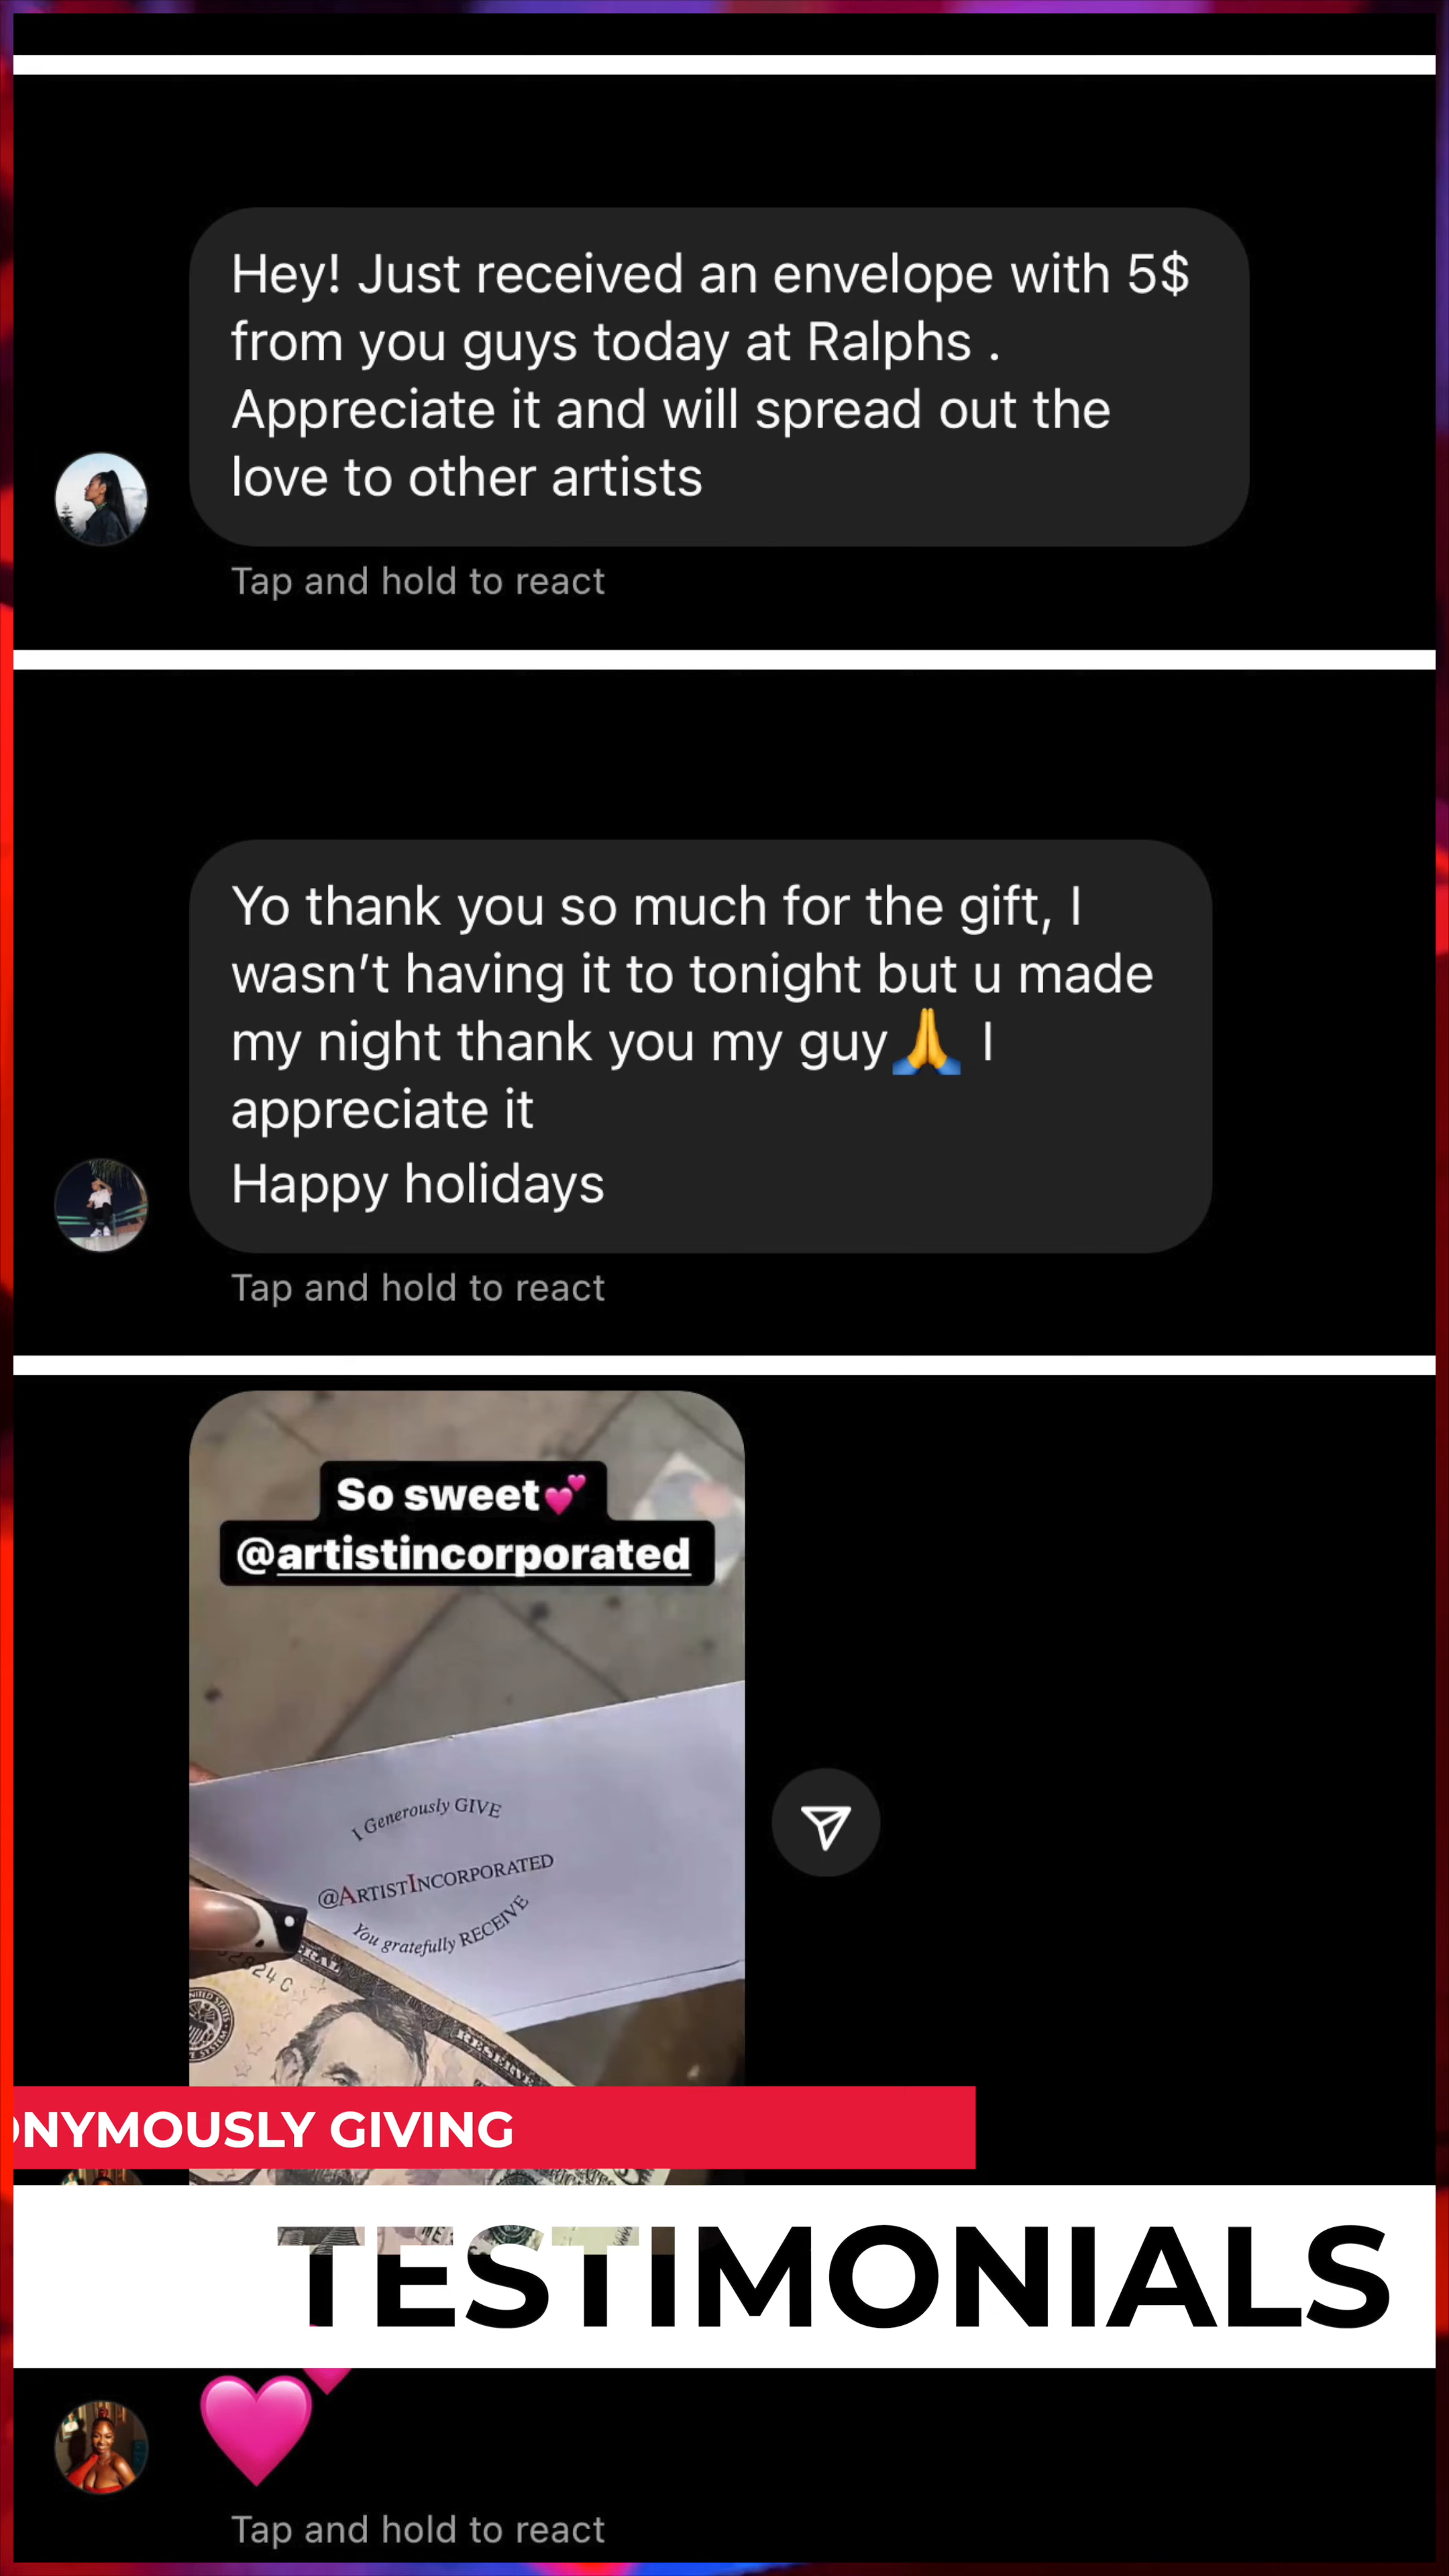 Hey! Just received an envelope with 5$
from you guys today at Ralphs .
Appreciate it and will spread out the
love to other artists
Tap and hold to react
Yo thank you so much for the gift, I
wasn't having it to tonight but u made
my night thank you my guy🙏 I
appreciate it
Happy holidays
Tap and hold to react
So sweet💕
@artistincorporated
I Generously GIVE
@ARTISTINCORPORATED
You gratefully RECEIVE
NYMOUSLY GIVING
TESTIMONIALS
Tap and hold to react